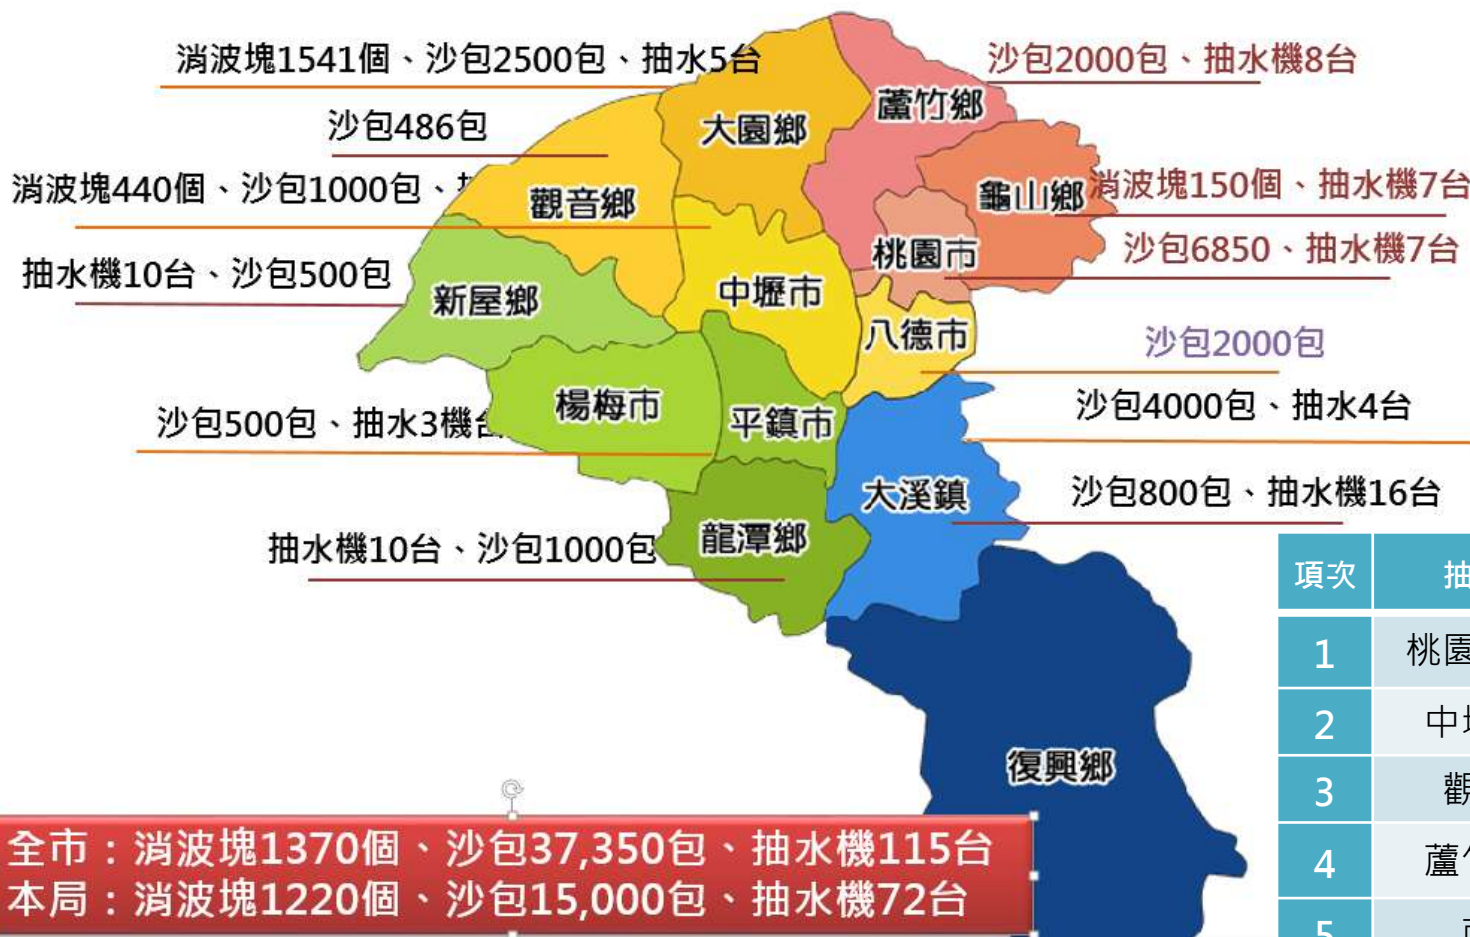 消波塊1541個、沙包2500包、抽水5台
沙包2000包、抽水機8台
沙包486包
消波塊440個、沙包1000包、
消波塊150個、抽水機7台
沙包6850、抽水機7台
抽水機10台、沙包500包
沙包2000包
沙包4000包、抽水4台
沙包500包、抽水3機台
沙包800包、抽水機16台
抽水機10台、沙包1000包
大園鄉
蘆竹鄉
觀音鄉
龜山鄉
桃園市
新屋鄉
中壢市
八德市
楊梅市
平鎮市
大溪鎮
龍潭鄉
復興鄉
項次 抽
1 桃園
2 中
3
4 蘆
5
全市：消波塊1370個、沙包37,350包、抽水機115台
本局：消波塊1220個、沙包15,000包、抽水機72台